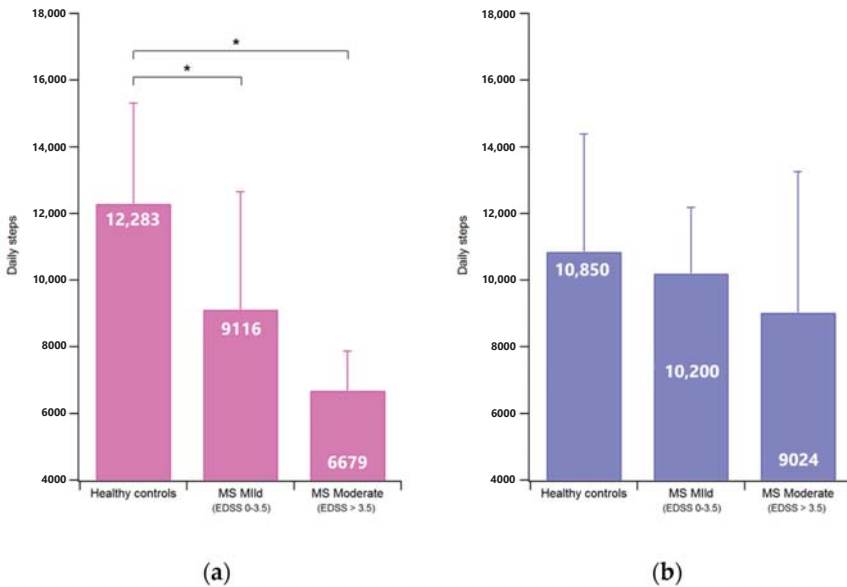 18,000
16,000
14,000
12,000
10,000
8000
6000
4000
Daily steps
*
*
12,283
9116
6679
Healthy controls
MS MIld
(EDSS 0-3.5)
MS Moderate
(EDSS > 3.5)
(a)
18,000
16,000
14,000
12,000
10,000
8000
6000
4000
Daily steps
10,850
10,200
9024
Healthy controls
MS MIld
(EDSS 0-3.5)
MS Moderate
(EDSS > 3.5)
(b)